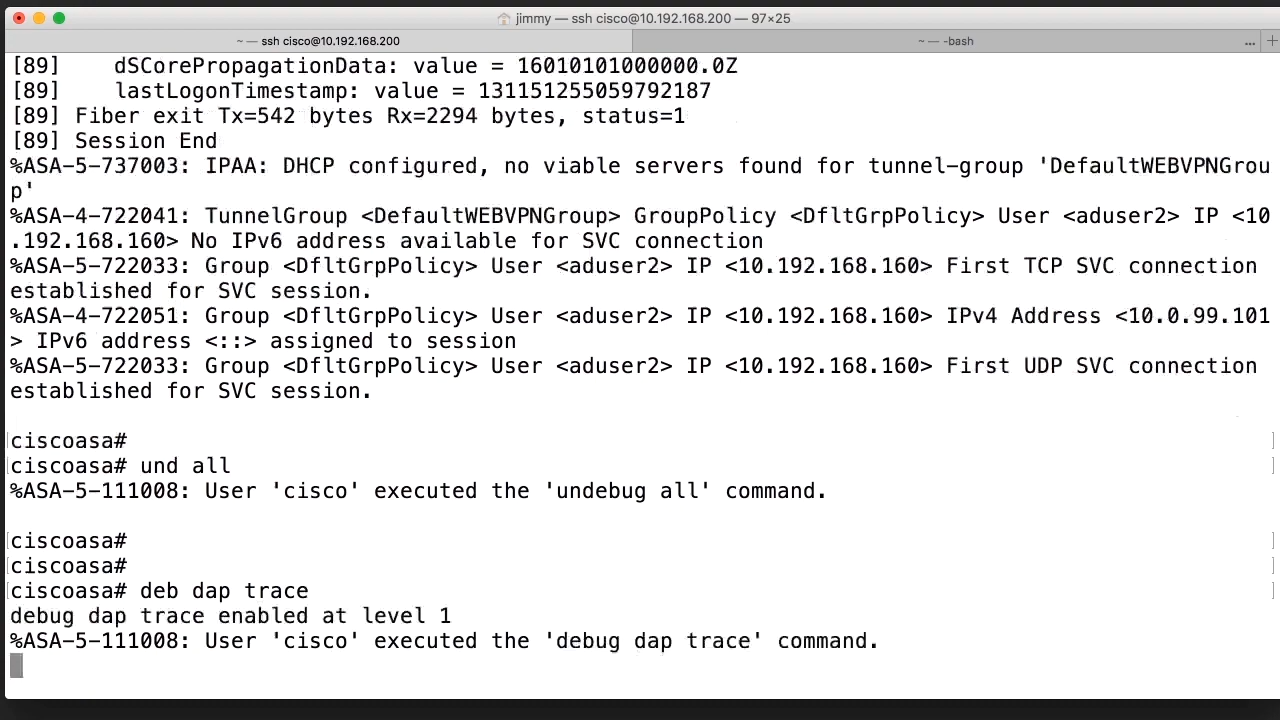 jimmy — ssh cisco@10.192.168.200 — 97×25
~ — ssh cisco@10.192.168.200
~ — -bash
... +
[89]    dSCorePropagationData: value = 16010101000000.0Z
[89]    lastLogonTimestamp: value = 131151255059792187
[89] Fiber exit Tx=542 bytes Rx=2294 bytes, status=1
[89] Session End
%ASA-5-737003: IPAA: DHCP configured, no viable servers found for tunnel-group 'DefaultWEBVPNGrou
p'
%ASA-4-722041: TunnelGroup <DefaultWEBVPNGroup> GroupPolicy <DfltGrpPolicy> User <aduser2> IP <10
.192.168.160> No IPv6 address available for SVC connection
%ASA-5-722033: Group <DfltGrpPolicy> User <aduser2> IP <10.192.168.160> First TCP SVC connection
established for SVC session.
%ASA-4-722051: Group <DfltGrpPolicy> User <aduser2> IP <10.192.168.160> IPv4 Address <10.0.99.101
> IPv6 address <::> assigned to session
%ASA-5-722033: Group <DfltGrpPolicy> User <aduser2> IP <10.192.168.160> First UDP SVC connection
established for SVC session.
[ciscoasa# ]
[ciscoasa# und all ]
%ASA-5-111008: User 'cisco' executed the 'undebug all' command.
[ciscoasa# ]
[ciscoasa# ]
[ciscoasa# deb dap trace ]
debug dap trace enabled at level 1
%ASA-5-111008: User 'cisco' executed the 'debug dap trace' command.